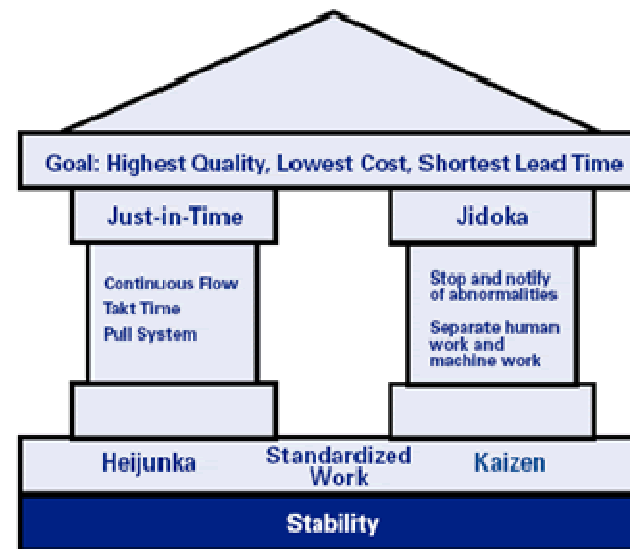 Goal: Highest Quality, Lowest Cost, Shortest Lead Time
Just-in-Time
Continuous Flow
Takt Time
Pull System
Jidoka
Stop and notify
of abnormalities
Separate human
work and
machine work
Heijunka
Standardized
Work
Kaizen
Stability